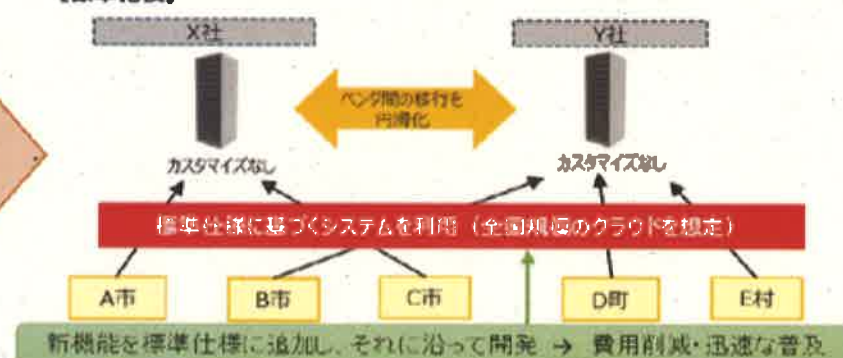 X社
Y社
ベンダ間の移行を
円滑化
カスタマイズなし
カスタマイズなし
標準仕様に基づくシステムを利用（全国規模のクラウドを想定）
A市
B市
C市
D町
E村
新機能を標準仕様に追加し、それに沿って開発 → 費用削減・迅速な普及